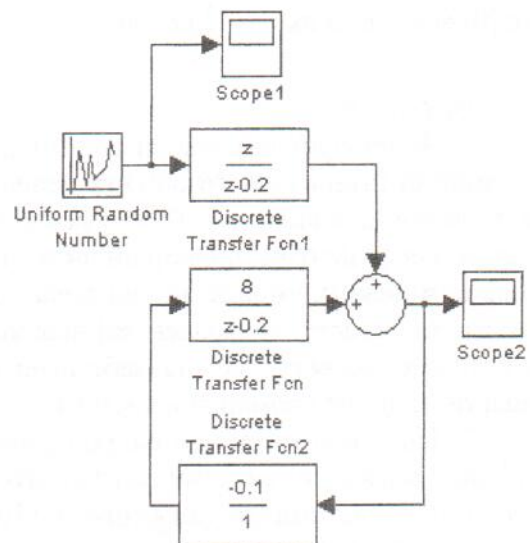 Scope1
z
z-0.2
Uniform Random
Number
Discrete
Transfer Fcn1
+
8
z-0.2
+
Scope2
Discrete
Transfer Fcn
Discrete
Transfer Fcn2
-0.1
1